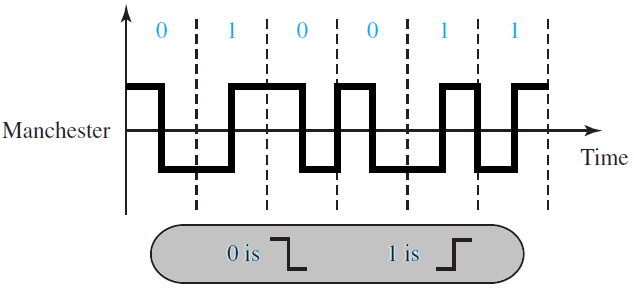 0 1 0 0 1 1
Manchester
Time
0 is 1 is